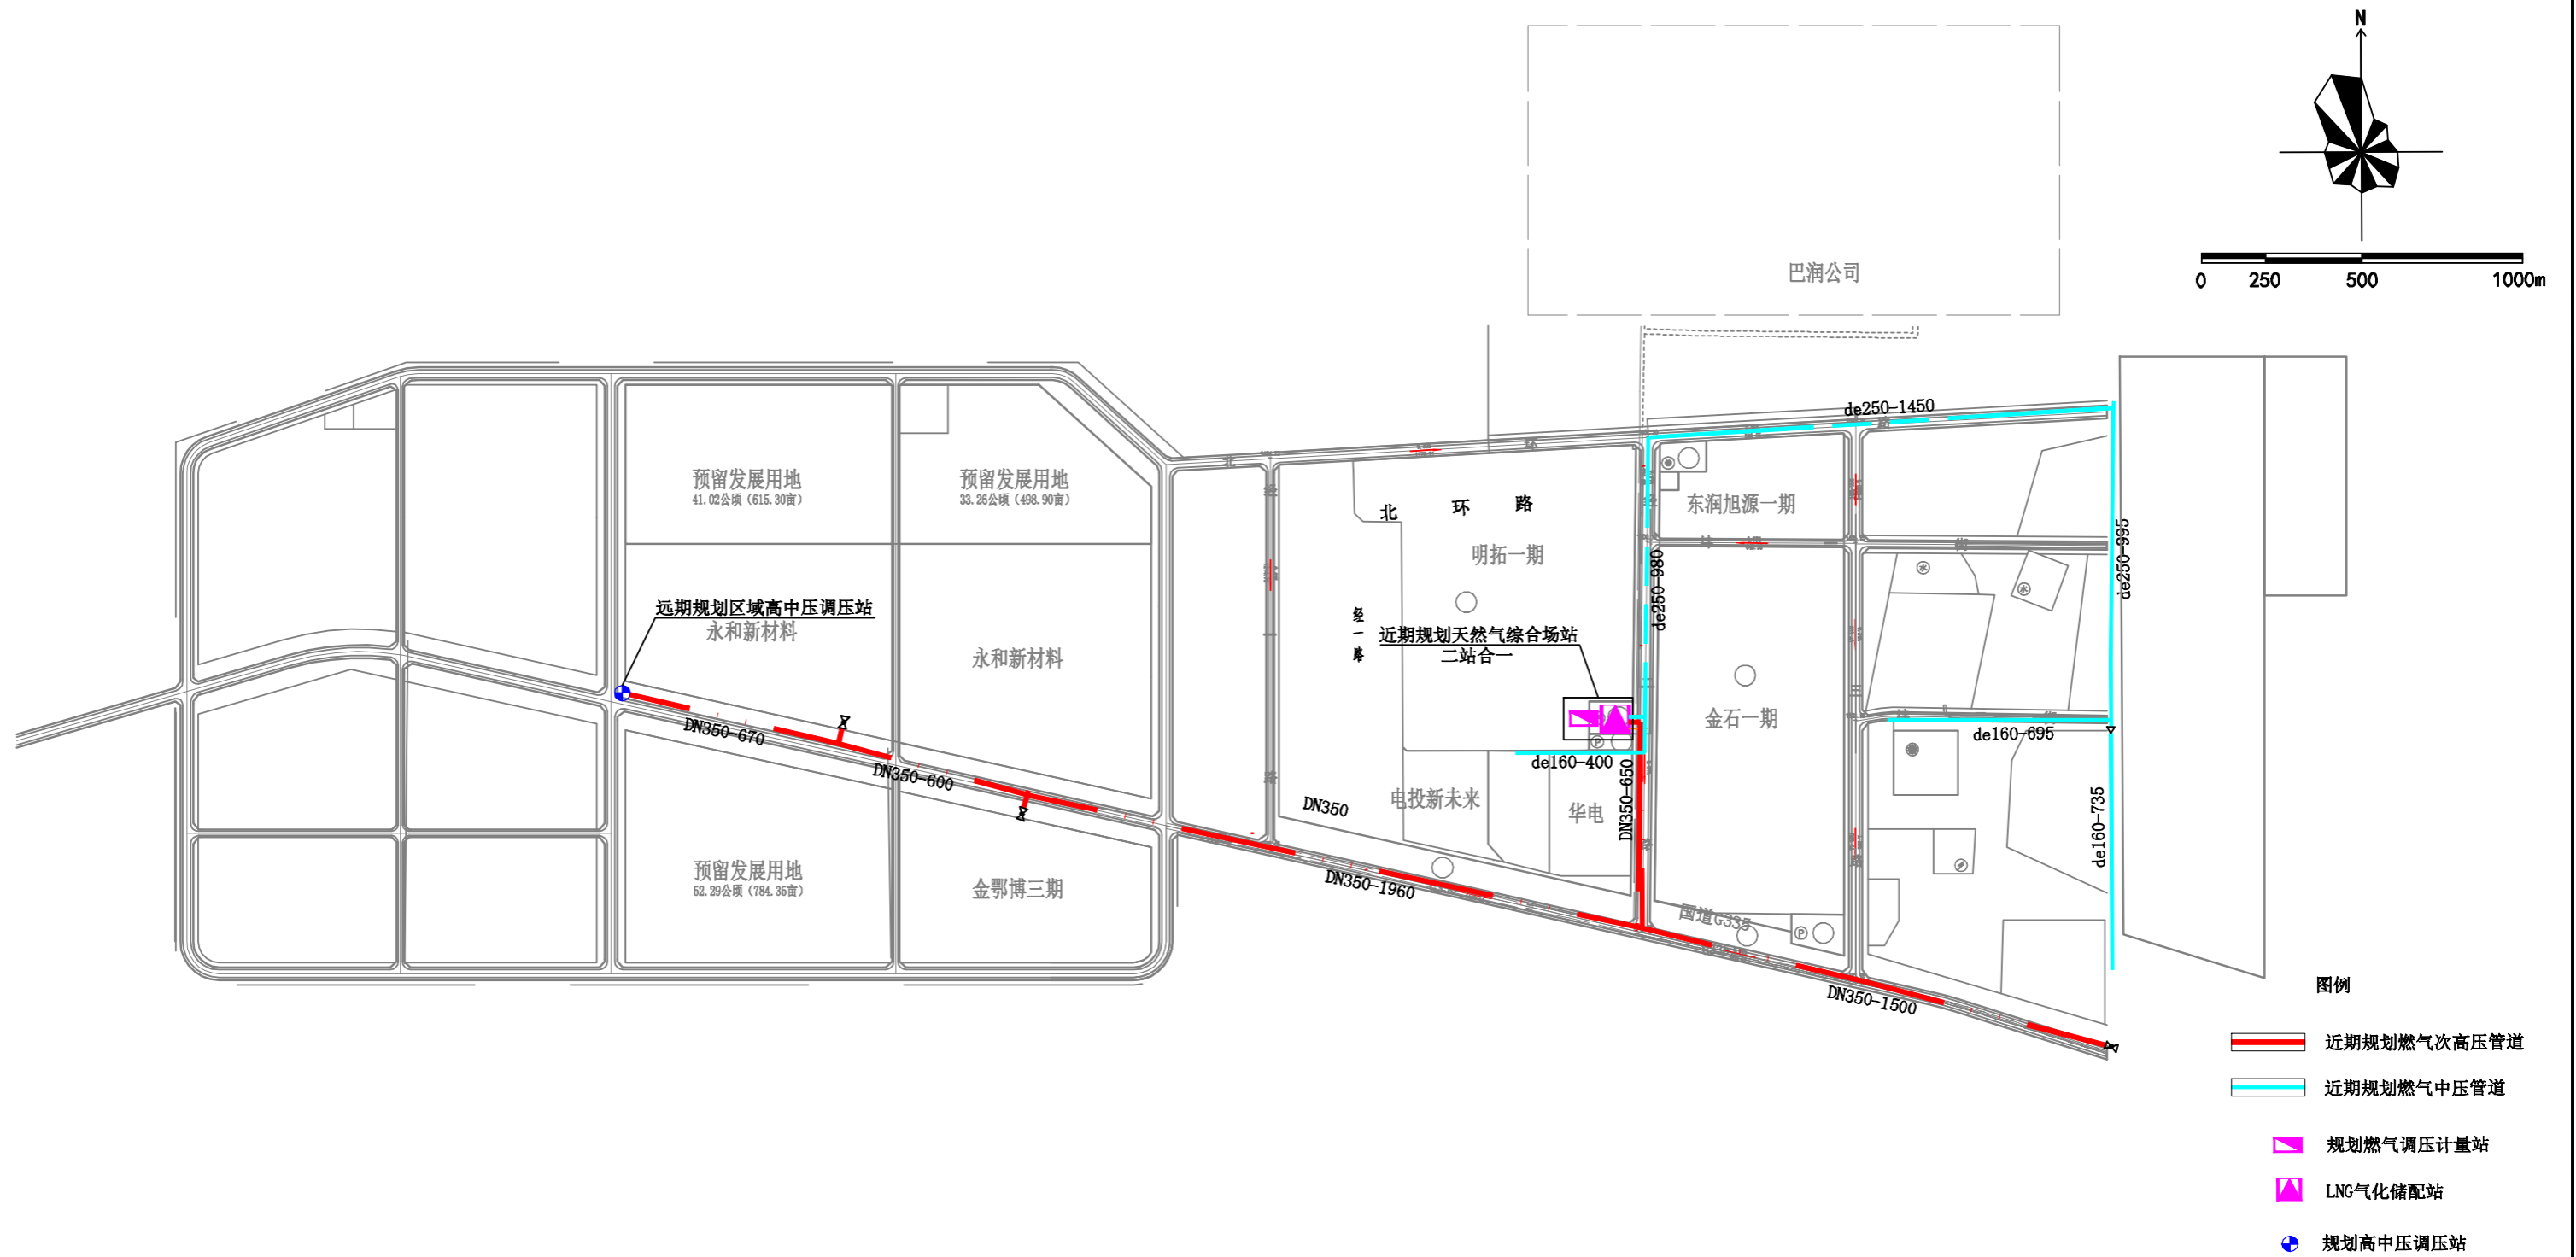 N
0 250 500 1000m
巴润公司
de250-1450
北 环 路
预留发展用地
41.02公顷（615.30亩）
预留发展用地
33.26公顷（498.90亩）
东润旭源一期
北 环 路
明拓一期
de250-980
de250-995
远期规划区域高中压调压站
永和新材料
永和新材料
经一路
近期规划天然气综合场站
二站合一
金石一期
DN350-670
DN350-600
de160-400
de160-695
DN350-650
de160-735
DN350
电投新未来
华电
预留发展用地
52.29公顷（784.35亩）
金鄂博三期
DN350-1960
国道G335
DN350-1500
图例
近期规划燃气次高压管道
近期规划燃气中压管道
规划燃气调压计量站
LNG气化储配站
规划高中压调压站